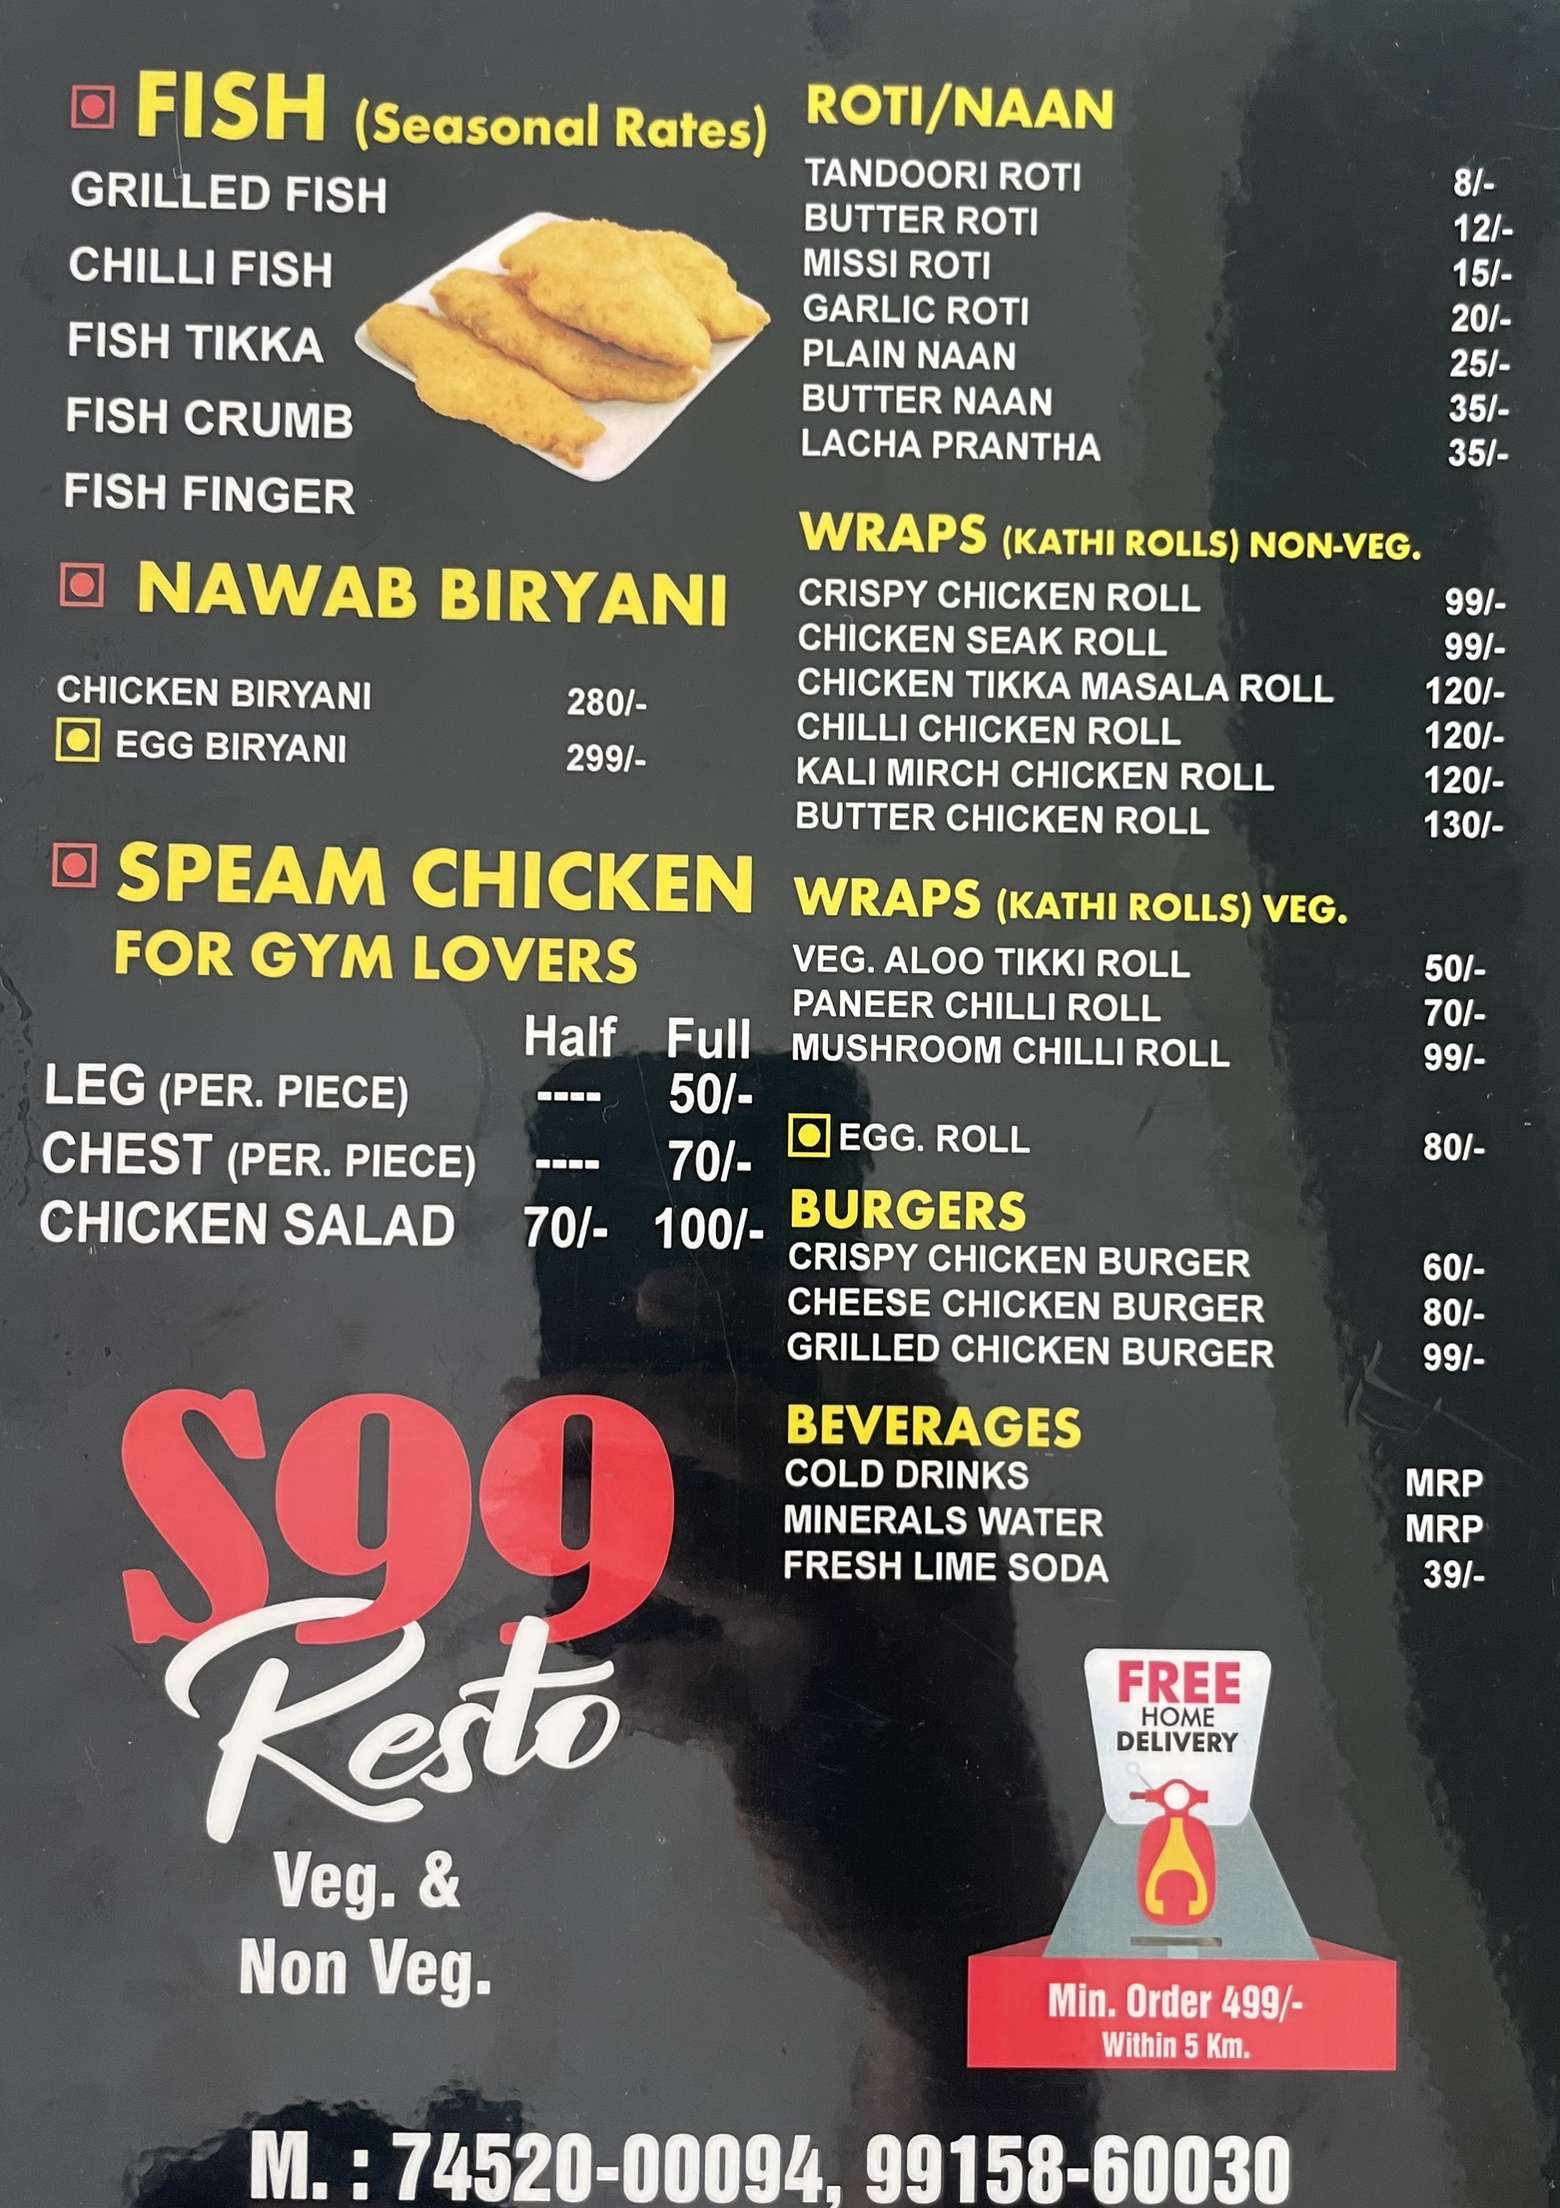 FISH (Seasonal Rates)
GRILLED FISH
CHILLI FISH
FISH TIKKA
FISH CRUMB
FISH FINGER
NAWAB BIRYANI
CHICKEN BIRYANI 280/-
EGG BIRYANI 299/-
SPEAM CHICKEN
FOR GYM LOVERS
Half Full
LEG (PER. PIECE) ---- 50/-
CHEST (PER. PIECE) ---- 70/-
CHICKEN SALAD 70/- 100/-
S99
Resto
Veg. &
Non Veg.
ROTI/NAAN
TANDOORI ROTI 8/-
BUTTER ROTI 12/-
MISSI ROTI 15/-
GARLIC ROTI 20/-
PLAIN NAAN 25/-
BUTTER NAAN 35/-
LACHA PRANTHA 35/-
WRAPS (KATHI ROLLS) NON-VEG.
CRISPY CHICKEN ROLL 99/-
CHICKEN SEAK ROLL 99/-
CHICKEN TIKKA MASALA ROLL 120/-
CHILLI CHICKEN ROLL 120/-
KALI MIRCH CHICKEN ROLL 120/-
BUTTER CHICKEN ROLL 130/-
WRAPS (KATHI ROLLS) VEG.
VEG. ALOO TIKKI ROLL 50/-
PANEER CHILLI ROLL 70/-
MUSHROOM CHILLI ROLL 99/-
EGG. ROLL 80/-
BURGERS
CRISPY CHICKEN BURGER 60/-
CHEESE CHICKEN BURGER 80/-
GRILLED CHICKEN BURGER 99/-
BEVERAGES
COLD DRINKS MRP
MINERALS WATER MRP
FRESH LIME SODA 39/-
FREE
HOME
DELIVERY
Min. Order 499/-
Within 5 Km.
M. : 74520-00094, 99158-60030